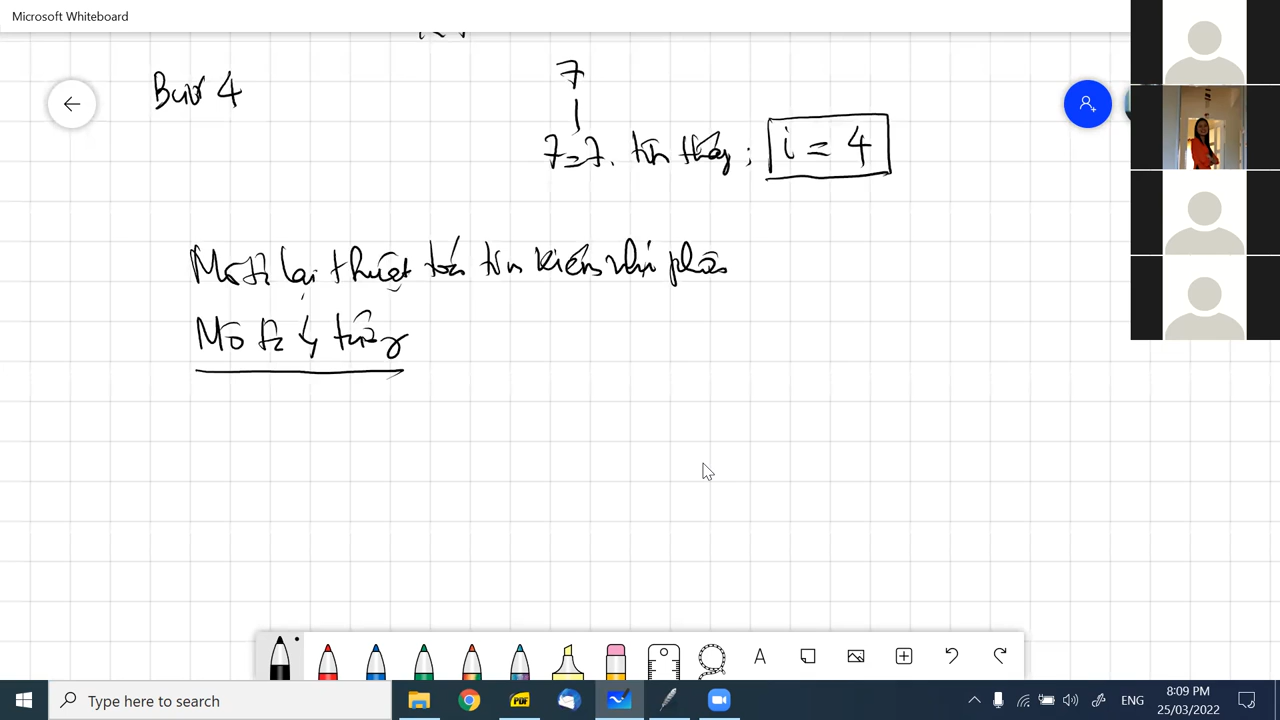 Microsoft Whiteboard
Bước 4
7
7=7. tìm thấy; i = 4
Mô tả lại thuật toán tìm kiếm nhị phân
Mô tả ý tưởng
A
Type here to search
PDF
ENG
8:09 PM
25/03/2022